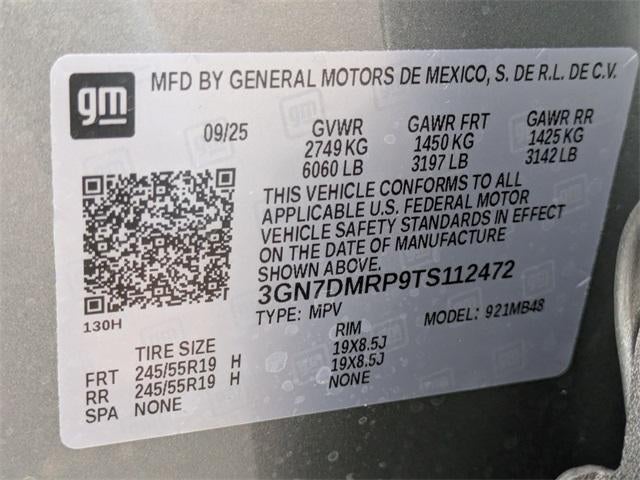 gm
MFD BY GENERAL MOTORS DE MEXICO, S. DE R.L. DE C.V.
09/25 GVWR GAWR FRT GAWR RR
2749 KG 1450 KG 1425 KG
6060 LB 3197 LB 3142 LB
THIS VEHICLE CONFORMS TO ALL
APPLICABLE U.S. FEDERAL MOTOR
VEHICLE SAFETY STANDARDS IN EFFECT
ON THE DATE OF MANUFACTURE
SHOWN ABOVE.
3GN7DMRP9TS112472
130H
TYPE: MPV MODEL: 921MB48
TIRE SIZE RIM
FRT 245/55R19 H 19X8.5J
RR 245/55R19 H 19X8.5J
SPA NONE NONE